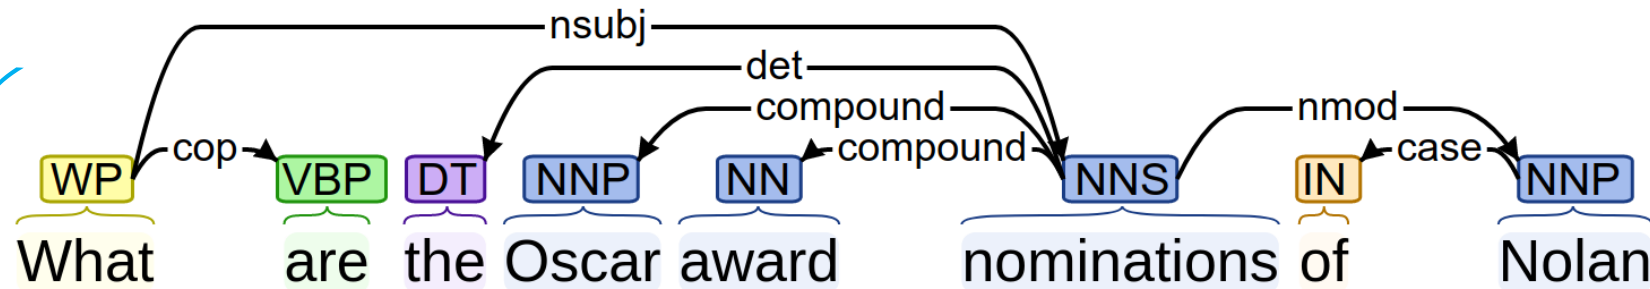 nsubj
det
compound
cop compound nmod case
WP VBP DT NNP NN NNS IN NNP
What are the Oscar award nominations of Nolan